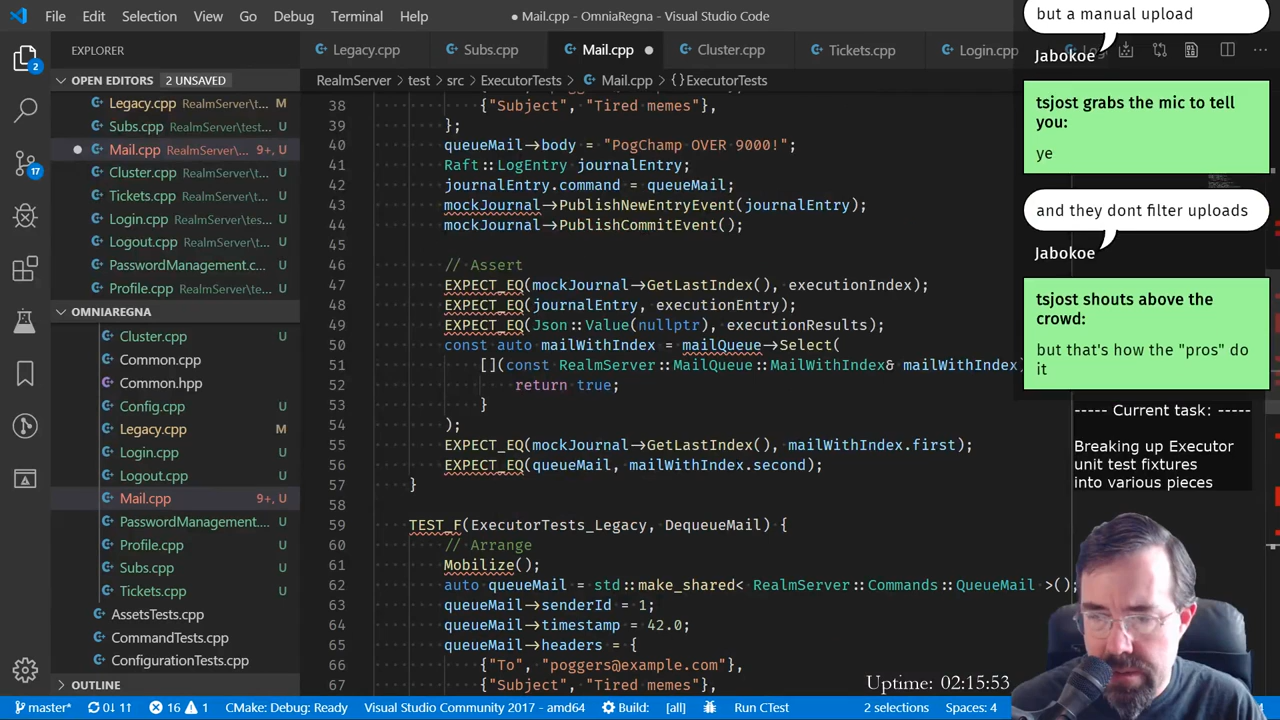 File Edit Selection View Go Debug Terminal Help
● Mail.cpp - OmniaRegna - Visual Studio Code
but a manual upload
Jabokoe
tsjost grabs the mic to tell
you:
ye
and they dont filter uploads
Jabokoe
tsjost shouts above the
crowd:
but that's how the "pros" do
it
----- Current task: -----
Breaking up Executor
unit test fixtures
into various pieces
EXPLORER
OPEN EDITORS 2 UNSAVED
Legacy.cpp RealmServer\te... M
Subs.cpp RealmServer\test... U
Mail.cpp RealmServer\... 9+, U
Cluster.cpp RealmServer\t... U
Tickets.cpp RealmServer\t... U
Login.cpp RealmServer\tes... U
Logout.cpp RealmServer\te... U
PasswordManagement.c... U
Profile.cpp RealmServer\te... U
OMNIAREGNA
Cluster.cpp U
Common.cpp U
Common.hpp U
Config.cpp U
Legacy.cpp M
Login.cpp U
Logout.cpp U
Mail.cpp 9+, U
PasswordManagement.... U
Profile.cpp U
Subs.cpp U
Tickets.cpp U
AssetsTests.cpp
CommandTests.cpp
ConfigurationTests.cpp
OUTLINE
2
17
Legacy.cpp Subs.cpp Mail.cpp Cluster.cpp Tickets.cpp Login.cpp
RealmServer > test > src > ExecutorTests > Mail.cpp > {} ExecutorTests
38 {"Subject", "Tired memes"},
39 };
40 queueMail→body = "PogChamp OVER 9000!";
41 Raft::LogEntry journalEntry;
42 journalEntry.command = queueMail;
43 mockJournal→PublishNewEntryEvent(journalEntry);
44 mockJournal→PublishCommitEvent();
45
46 // Assert
47 EXPECT_EQ(mockJournal→GetLastIndex(), executionIndex);
48 EXPECT_EQ(journalEntry, executionEntry);
49 EXPECT_EQ(Json::Value(nullptr), executionResults);
50 const auto mailWithIndex = mailQueue→Select(
51 [](const RealmServer::MailQueue::MailWithIndex& mailWithIndex)
52 return true;
53 }
54 );
55 EXPECT_EQ(mockJournal→GetLastIndex(), mailWithIndex.first);
56 EXPECT_EQ(queueMail, mailWithIndex.second);
57 }
58
59 TEST_F(ExecutorTests_Legacy, DequeueMail) {
60 // Arrange
61 Mobilize();
62 auto queueMail = std::make_shared< RealmServer::Commands::QueueMail >();
63 queueMail→senderId = 1;
64 queueMail→timestamp = 42.0;
65 queueMail→headers = {
66 {"To", "poggers@example.com"},
67 {"Subject", "Tired memes"},
Uptime: 02:15:53
master* 0↓ 11↑ 16 1 CMake: Debug: Ready Visual Studio Community 2017 - amd64 Build: [all] Run CTest 2 selections Spaces: 4